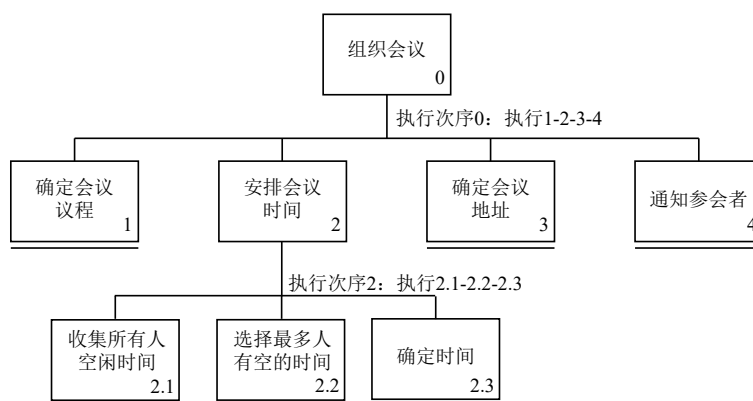 组织会议
0
执行次序0：执行1-2-3-4
确定会议
议程
1
安排会议
时间
2
确定会议
地址
3
通知参会者
4
执行次序2：执行2.1-2.2-2.3
收集所有人
空闲时间
2.1
选择最多人
有空的时间
2.2
确定时间
2.3